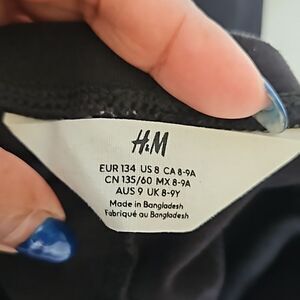 H&M
EUR 134 US 8 CA 8-9A
CN 135/60 MX 8-9A
AUS 9 UK 8-9Y
Made in Bangladesh
Fabriqué au Bangladesh